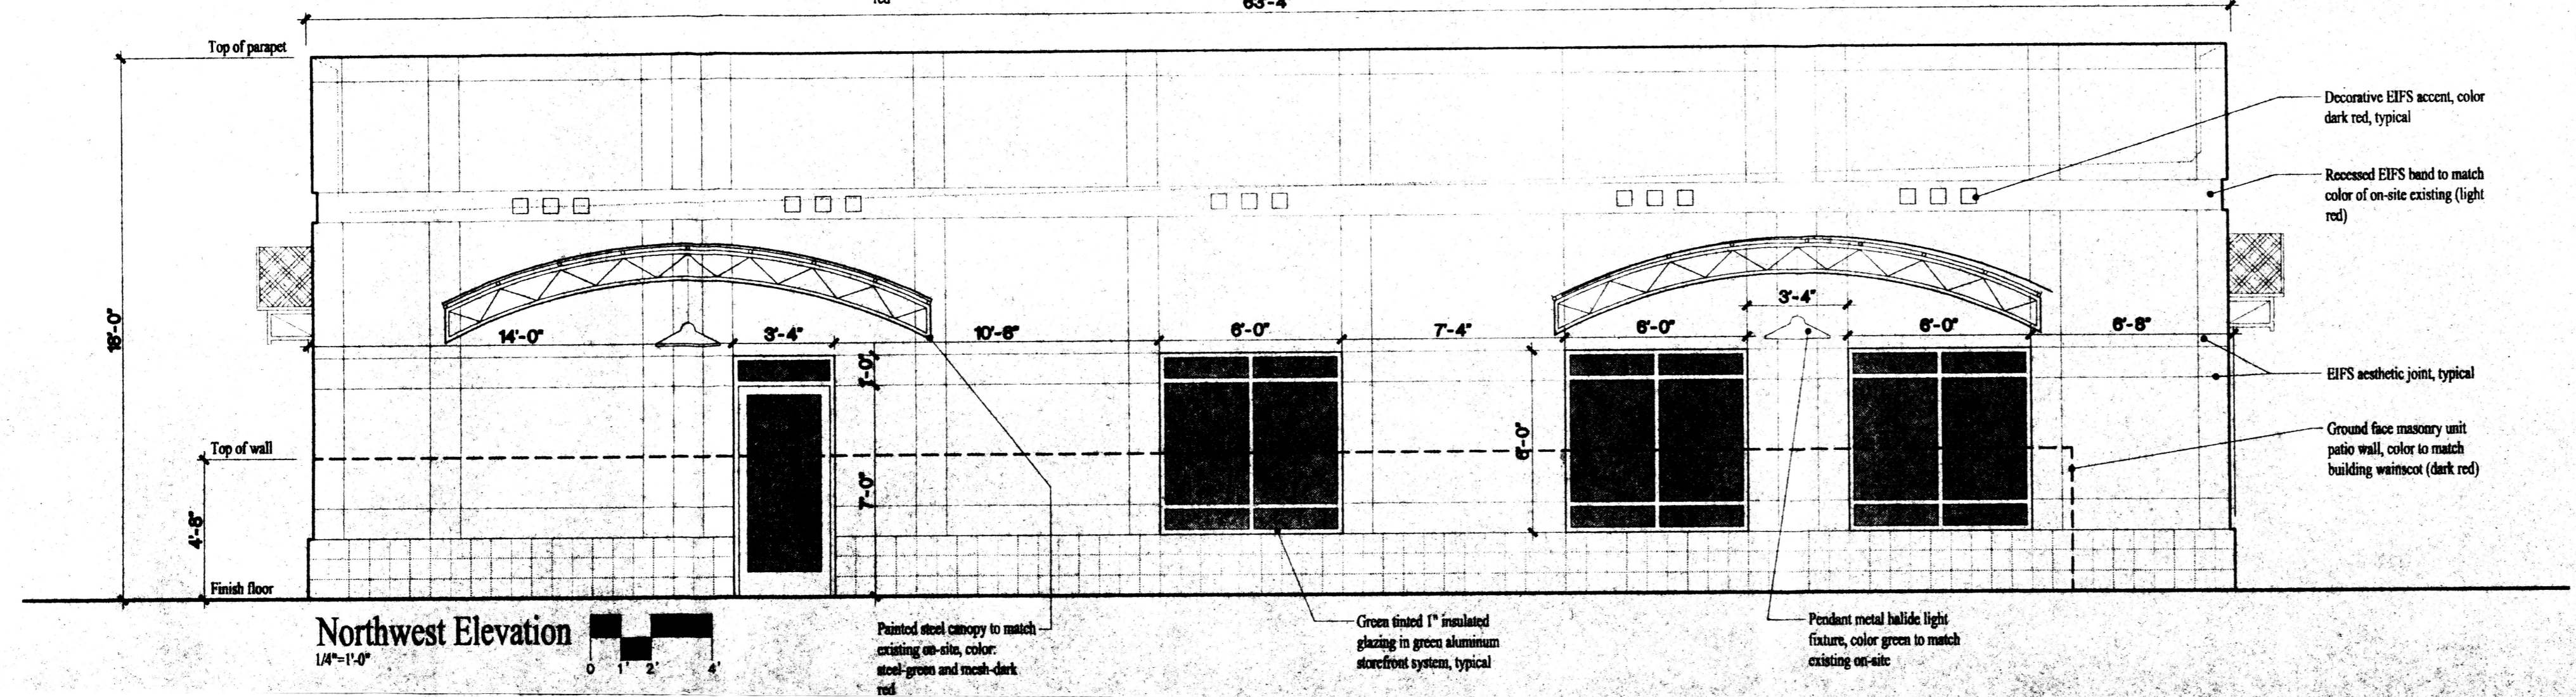 red
63'-4"
Top of parapet
Decorative EIFS accent, color
dark red, typical
Recessed EIFS band to match
color of on-site existing (light
red)
18'-0"
14'-0"
3'-4"
10'-8"
6'-0"
7'-4"
6'-0"
3'-4"
6'-0"
6'-8"
1'-0"
EIFS aesthetic joint, typical
Top of wall
6'-0"
Ground face masonry unit
patio wall, color to match
building wainscot (dark red)
7'-0"
4'-8"
Finish floor
Northwest Elevation
1/4"=1'-0"
0 1' 2' 4'
Painted steel canopy to match
existing on-site, color:
steel-green and mesh-dark
red
Green tinted 1" insulated
glazing in green aluminum
storefront system, typical
Pendant metal halide light
fixture, color green to match
existing on-site